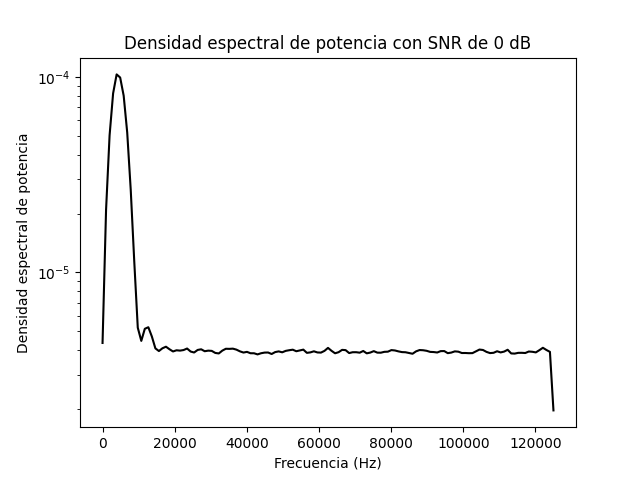 Densidad espectral de potencia con SNR de 0 dB
Densidad espectral de potencia
10⁻⁴
10⁻⁵
0 20000 40000 60000 80000 100000 120000
Frecuencia (Hz)